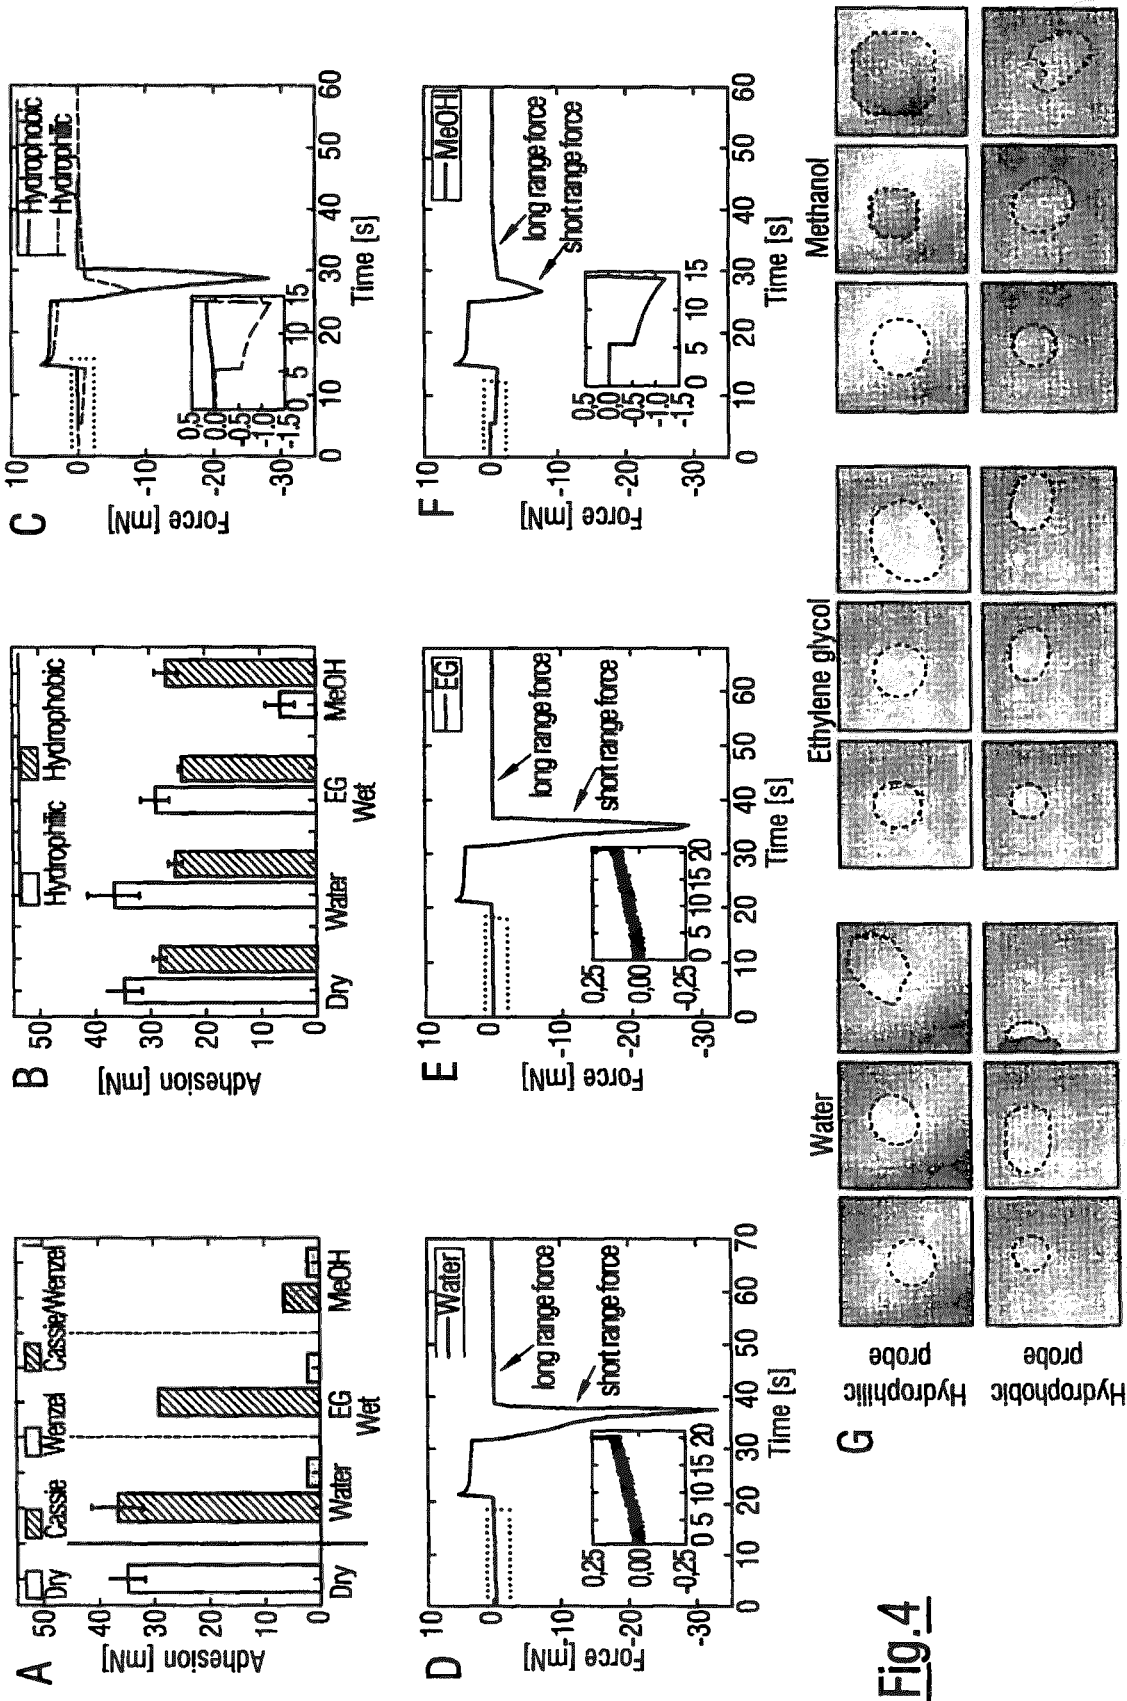 A
Adhesion [mN]
50
40
30
20
10
0
Dry
Cassie
Wenzel
Cassie/Wenzel
Dry
Water
EG
MeOH
Wet
B
Adhesion [mN]
50
40
30
20
10
0
Hydrophilic
Hydrophobic
Dry
Water
EG
MeOH
Wet
C
Force [mN]
10
0
-10
-20
-30
Hydrophobic
Hydrophilic
0,5
0.0
-0.5
-1.0
-1.5
0 5 10 15
0 10 20 30 40 50 60
Time [s]
D
Force [mN]
10
0
-10
-20
-30
Water
long range force
short range force
0,25
0,00
-0,25
0 5 10 15 20
0 10 20 30 40 50 60 70
Time [s]
E
Force [mN]
10
0
-10
-20
-30
EG
long range force
short range force
0,25
0,00
-0,25
0 5 10 15 20
0 10 20 30 40 50 60
Time [s]
F
Force [mN]
10
0
-10
-20
-30
MeOH
long range force
short range force
0.5
0.0
-0.5
-1.0
-1.5
0 5 10 15
0 10 20 30 40 50 60
Time [s]
G
Water
Ethylene glycol
Methanol
Hydrophilic
probe
Hydrophobic
probe
Fig.4